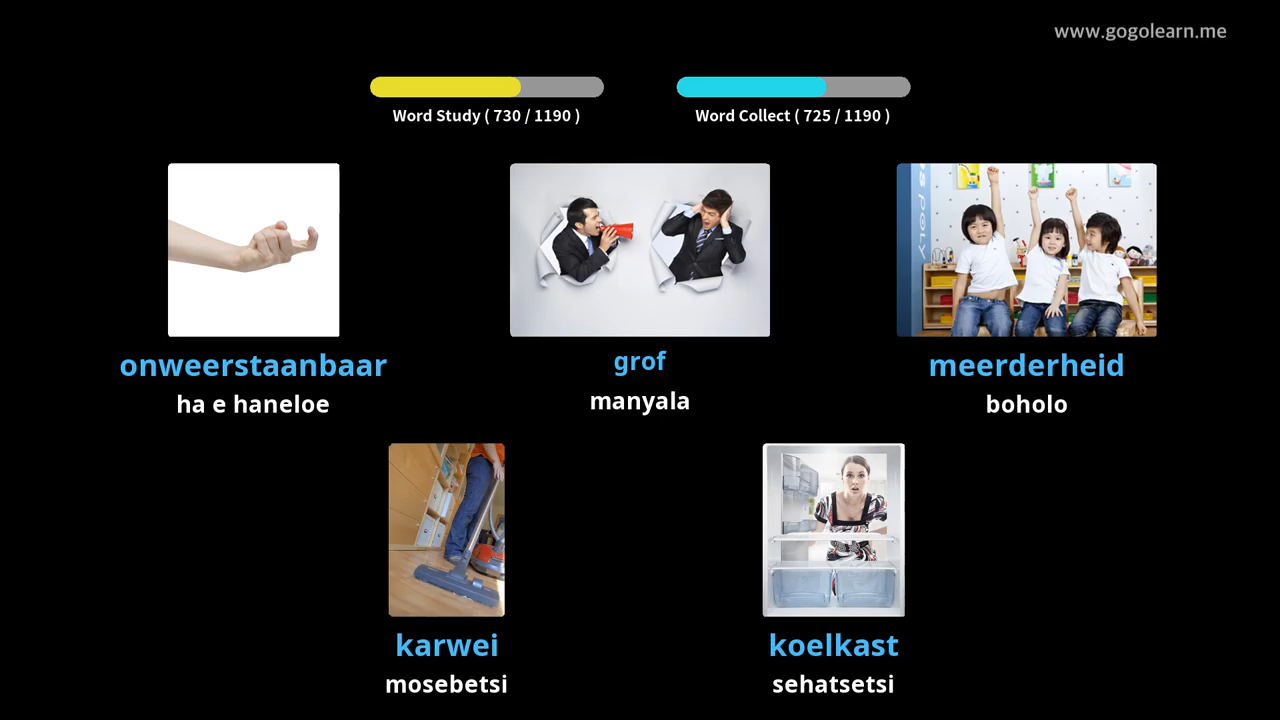 www.gogolearn.me
Word Study ( 730 / 1190 )
Word Collect ( 725 / 1190 )
onweerstaanbaar
ha e haneloe
grof
manyala
meerderheid
boholo
karwei
mosebetsi
koelkast
sehatsetsi